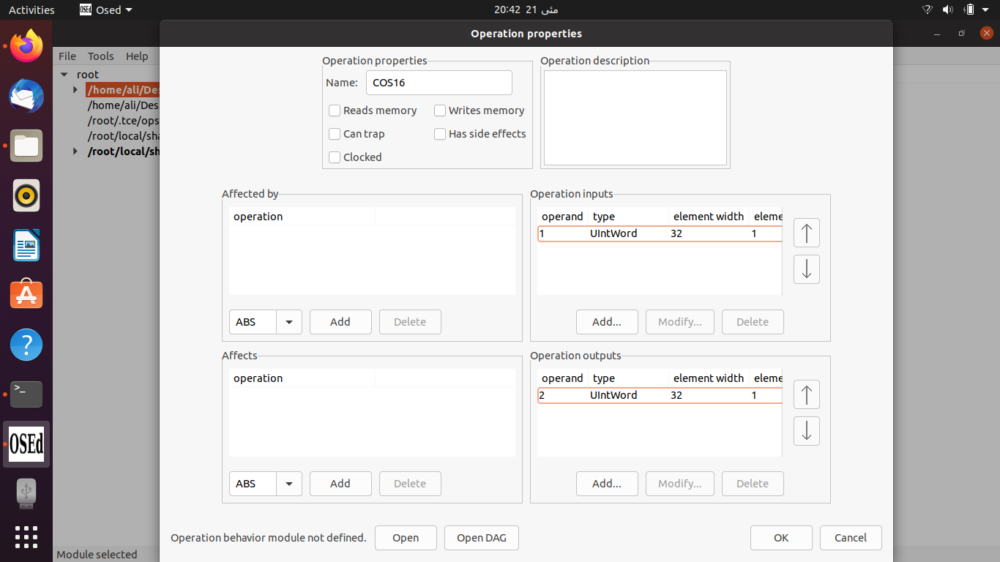 Activities Osed 20:42 21 مئی
Operation properties
File Tools Help
root
/home/ali/Des
/home/ali/Des
/root/.tce/ops
/root/local/sha
/root/local/sh
Operation properties
Name: COS16
Reads memory Writes memory
Can trap Has side effects
Clocked
Operation description
Affected by
operation
ABS Add Delete
Operation inputs
operand type element width eleme
1 UIntWord 32 1
Add... Modify... Delete
Affects
operation
ABS Add Delete
Operation outputs
operand type element width eleme
2 UIntWord 32 1
Add... Modify... Delete
Operation behavior module not defined. Open Open DAG OK Cancel
Module selected
OSEd